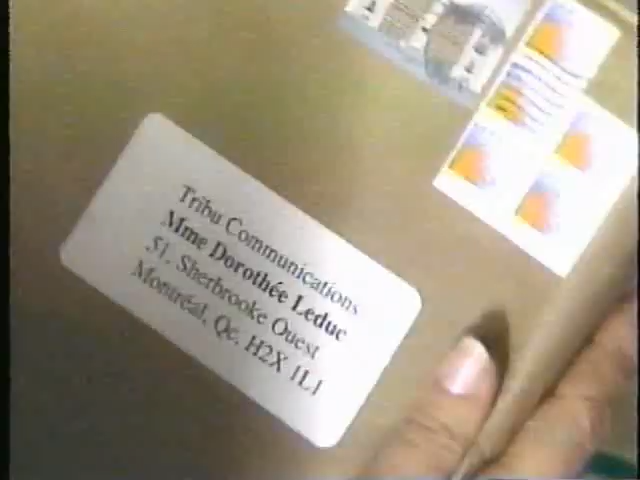 Tribu Communications
Mme Dorothée Leduc
51, Sherbrooke Ouest
Montréal, Qc, H2X 1L1